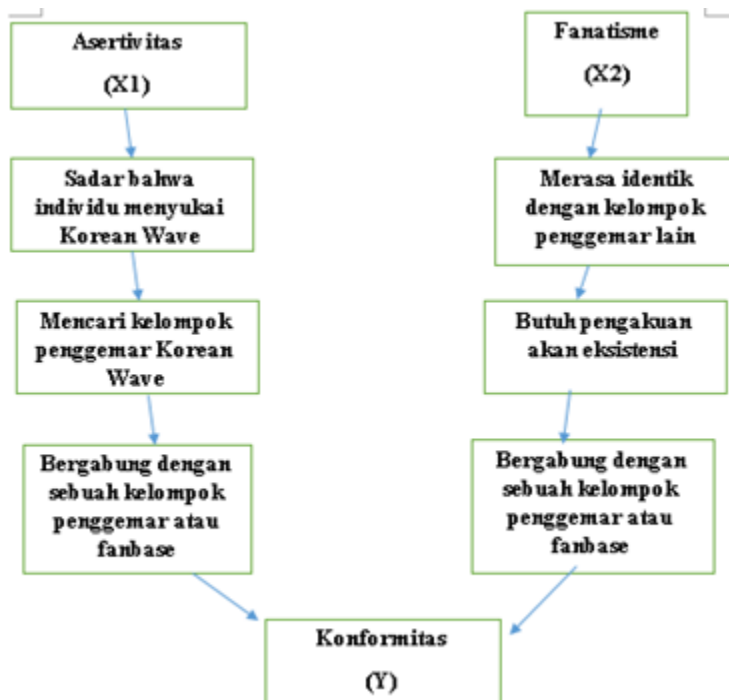 Asertivitas
(X1)
Fanatisme
(X2)
Sadar bahwa
individu menyukai
Korean Wave
Merasa identik
dengan kelompok
penggemar lain
Mencari kelompok
penggemar Korean
Wave
Butuh pengakuan
akan eksistensi
Bergabung dengan
sebuah kelompok
penggemar atau
fanbase
Bergabung dengan
sebuah kelompok
penggemar atau
fanbase
Konformitas
(Y)